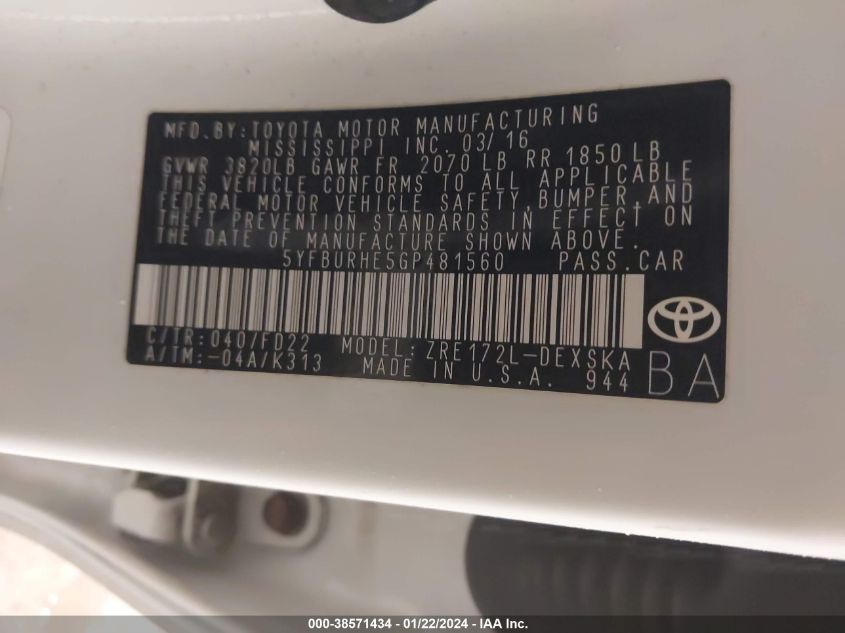 MFD.BY:TOYOTA MOTOR MANUFACTURING
MISSISSIPPI INC. 03/16
GVWR 3820LB GAWR FR 2070 LB RR 1850LB
THIS VEHICLE CONFORMS TO ALL APPLICABLE
FEDERAL MOTOR VEHICLE SAFETY,BUMPER,AND
THEFT PREVENTION STANDARDS IN EFFECT ON
THE DATE OF MANUFACTURE SHOWN ABOVE.
5YFBURHE5GP481560 PASS.CAR
C/TR: 040/FD22 MODEL: ZRE172L-DEXSKA
A/TM:-04A/K313 MADE IN U.S.A. 944 BA
000-38571434 - 01/22/2024 - IAA Inc.